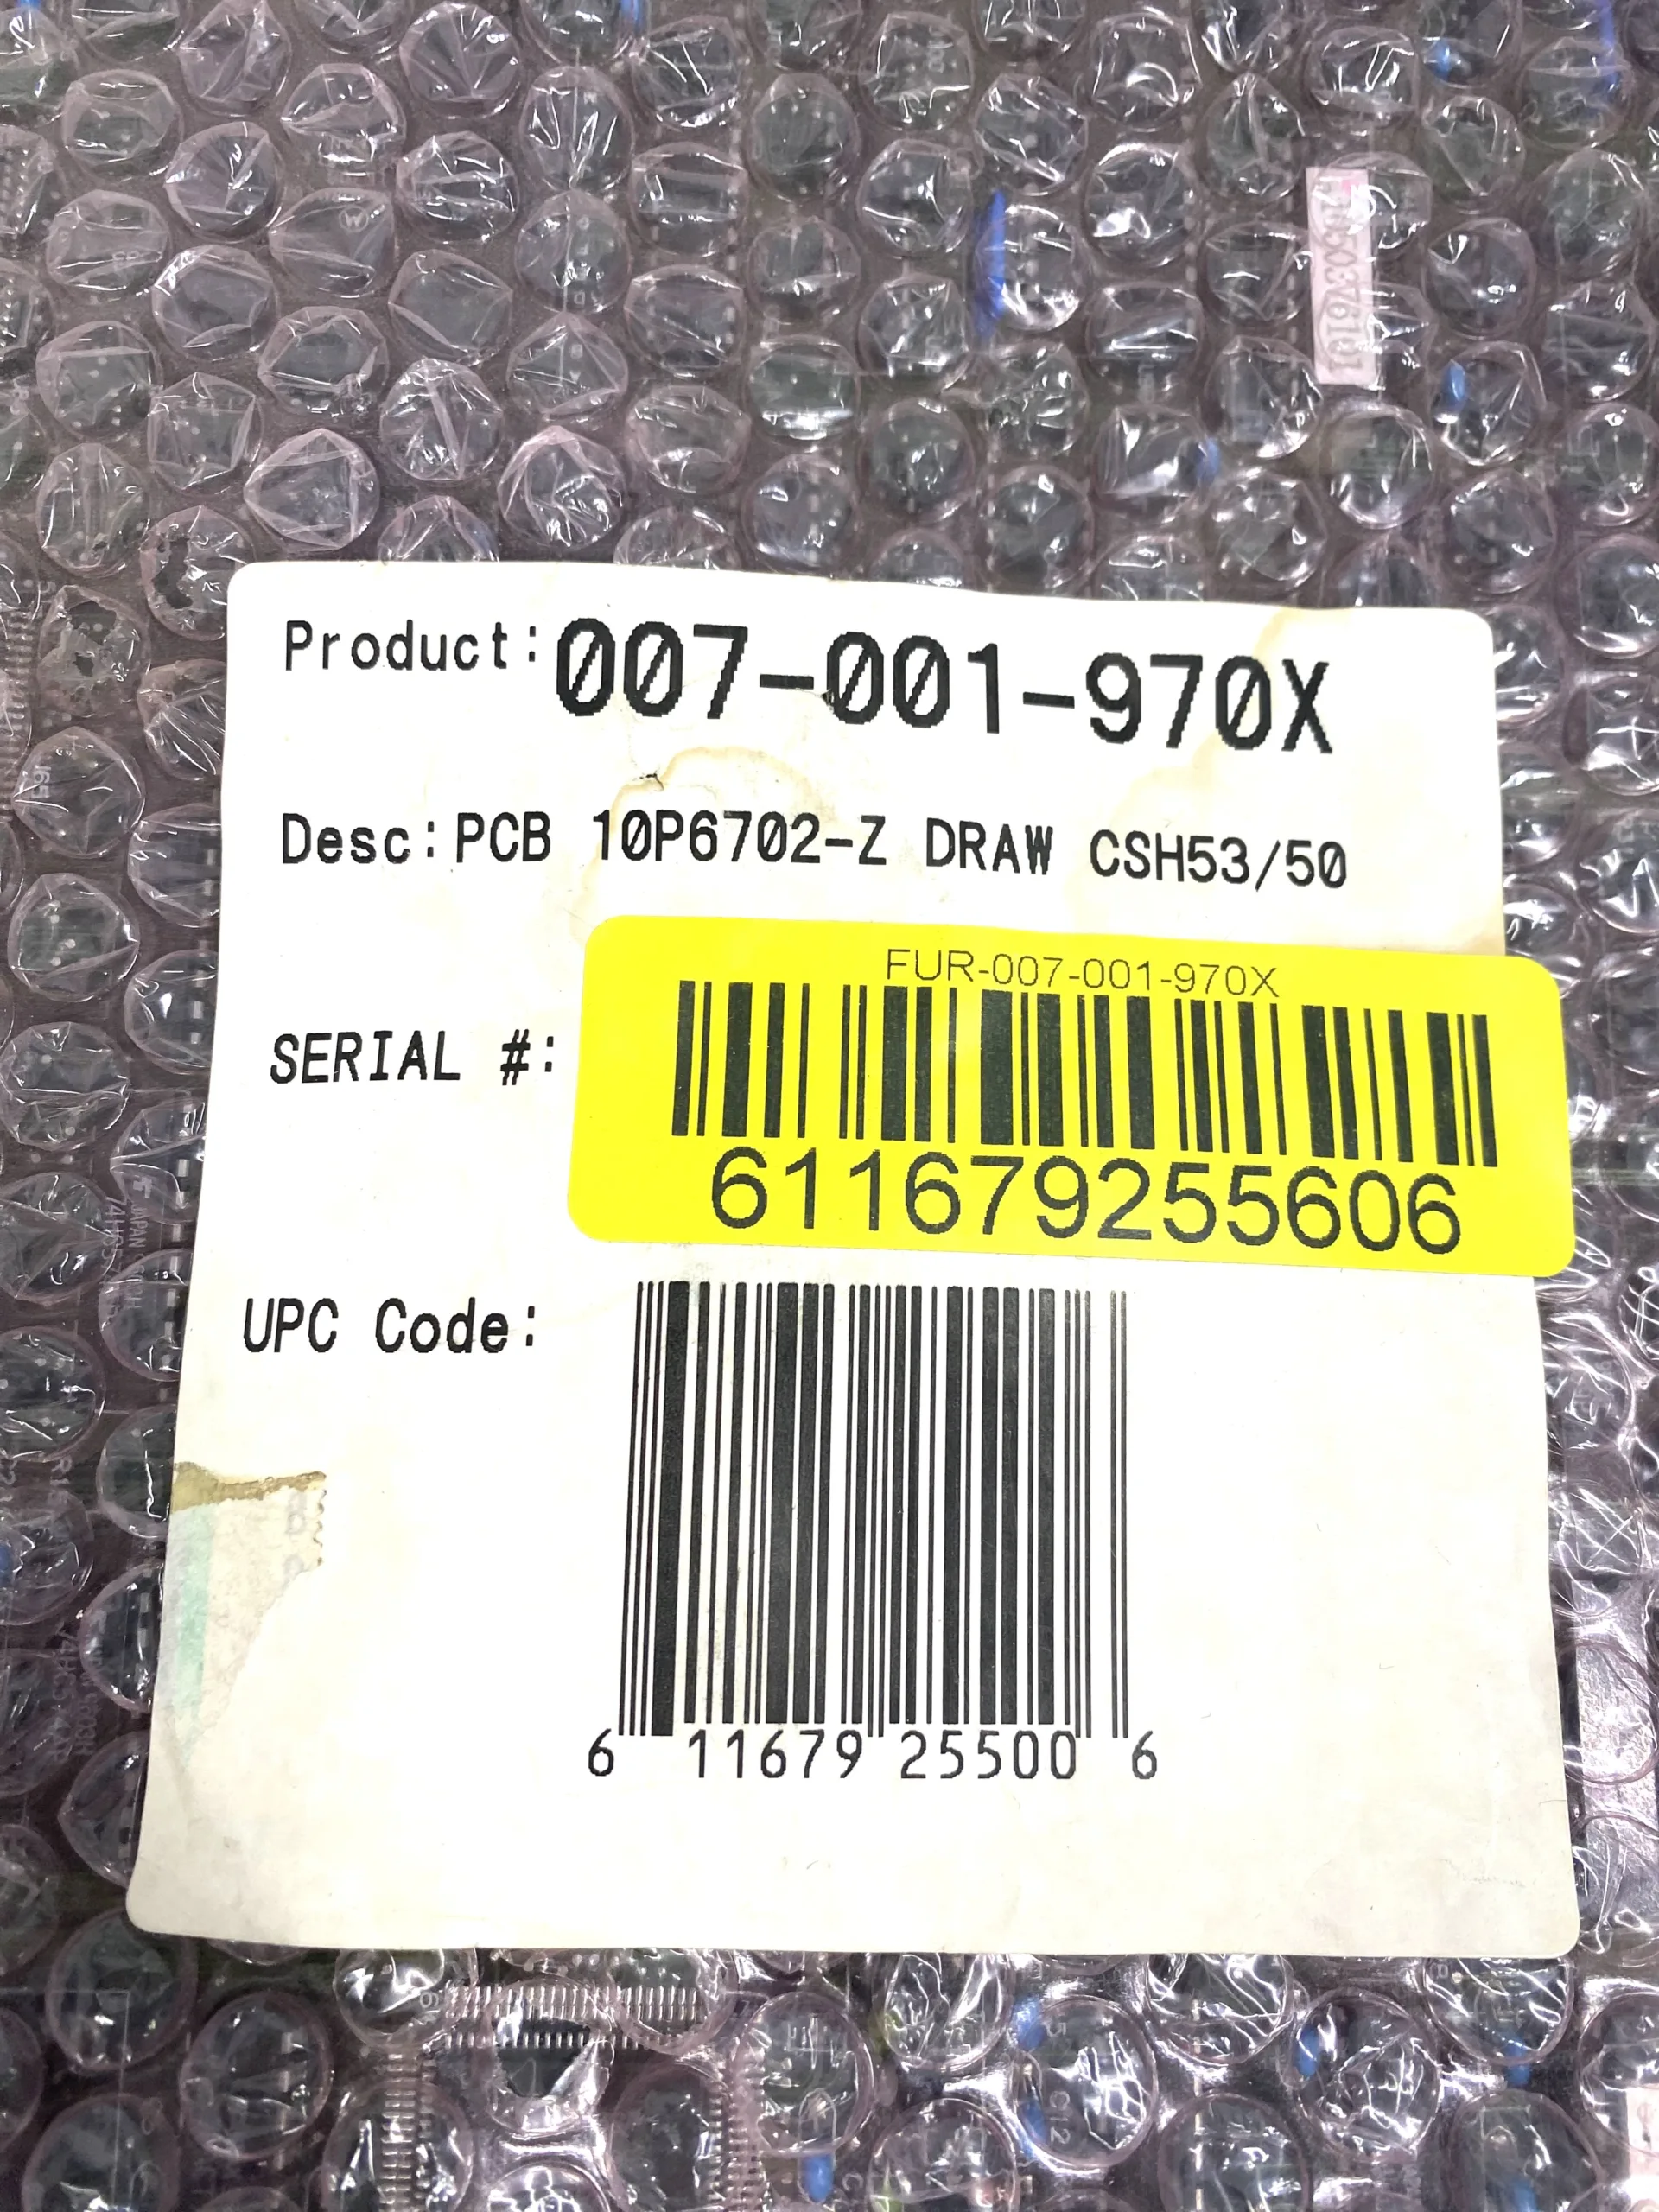 Product:007-001-970X
Desc:PCB 10P6702-Z DRAW CSH53/50
FUR-007-001-970X
SERIAL #:
611679255606
UPC Code:
6 11679 25500 6
C12